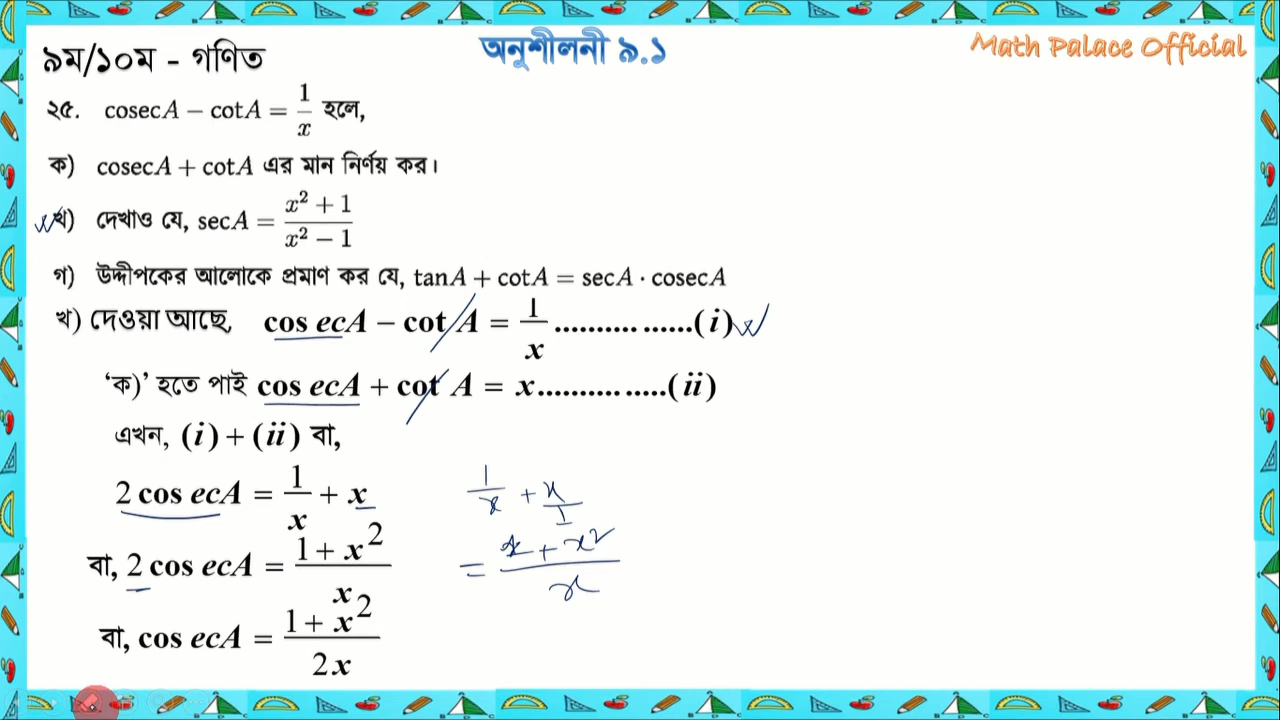 ৯ম/১০ম - গণিত
অনুশীলনী ৯.১
Math Palace Official
২৫. cosecA − cotA = 1/x হলে,
ক) cosecA + cotA এর মান নির্ণয় কর।
খ) দেখাও যে, secA = (x² + 1)/(x² − 1)
গ) উদ্দীপকের আলোকে প্রমাণ কর যে, tanA + cotA = secA · cosecA
খ) দেওয়া আছে, cos ecA − cot A = 1/x ................(i)
‘ক)’ হতে পাই cos ecA + cot A = x...............(ii)
এখন, (i) + (ii) বা,
2 cos ecA = 1/x + x
1/x + x/1
বা, 2 cos ecA = (1 + x²)/x
বা, cos ecA = (1 + x²)/2x